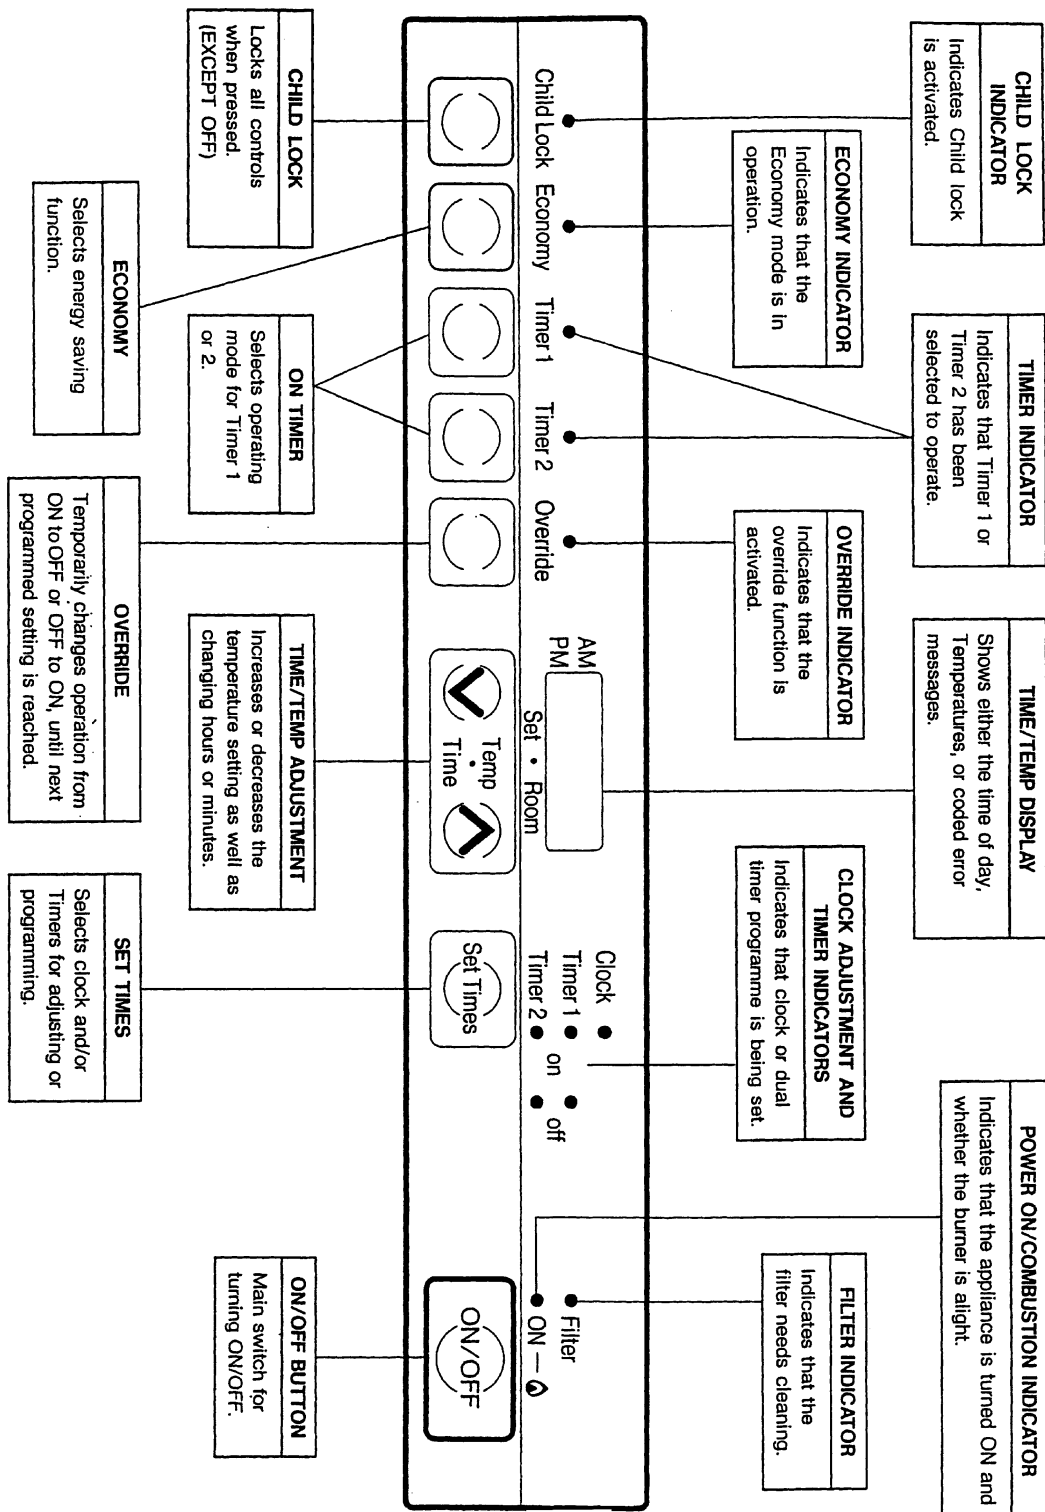 CHILD LOCK
INDICATOR
Indicates Child lock
is activated.
TIMER INDICATOR
Indicates that Timer 1 or
Timer 2 has been
selected to operate.
TIME/TEMP DISPLAY
Shows either the time of day,
Temperatures, or coded error
messages.
POWER ON/COMBUSTION INDICATOR
Indicates that the appliance is turned ON and
whether the burner is alight.
ECONOMY INDICATOR
Indicates that the
Economy mode is in
operation.
OVERRIDE INDICATOR
Indicates that the
override function is
activated.
CLOCK ADJUSTMENT AND
TIMER INDICATORS
Indicates that clock or dual
timer programme is being set.
FILTER INDICATOR
Indicates that the
filter needs cleaning.
Child Lock
Economy
Timer 1
Timer 2
Override
AM
PM
Set • Room
Clock
Timer 1
Timer 2
on
off
Filter
ON
Temp
Time
Set Times
ON/OFF
CHILD LOCK
Locks all controls
when pressed.
(EXCEPT OFF)
ON TIMER
Selects operating
mode for Timer 1
or 2.
TIME/TEMP ADJUSTMENT
Increases or decreases the
temperature setting as well as
changing hours or minutes.
ON/OFF BUTTON
Main switch for
turning ON/OFF.
ECONOMY
Selects energy saving
function.
OVERRIDE
Temporarily changes operation from
ON to OFF or OFF to ON, until next
programmed setting is reached.
SET TIMES
Selects clock and/or
Timers for adjusting or
programming.